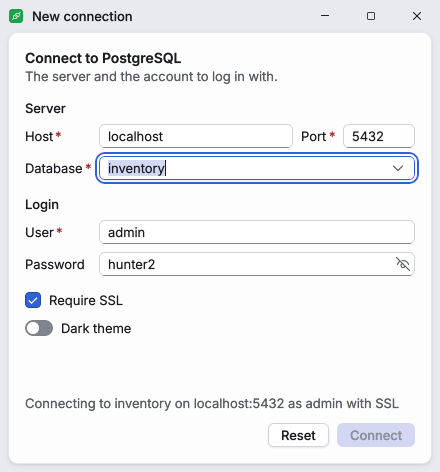 New connection
Connect to PostgreSQL
The server and the account to log in with.
Server
Host* localhost Port* 5432
Database* inventory
Login
User* admin
Password hunter2
Require SSL
Dark theme
Connecting to inventory on localhost:5432 as admin with SSL
Reset Connect